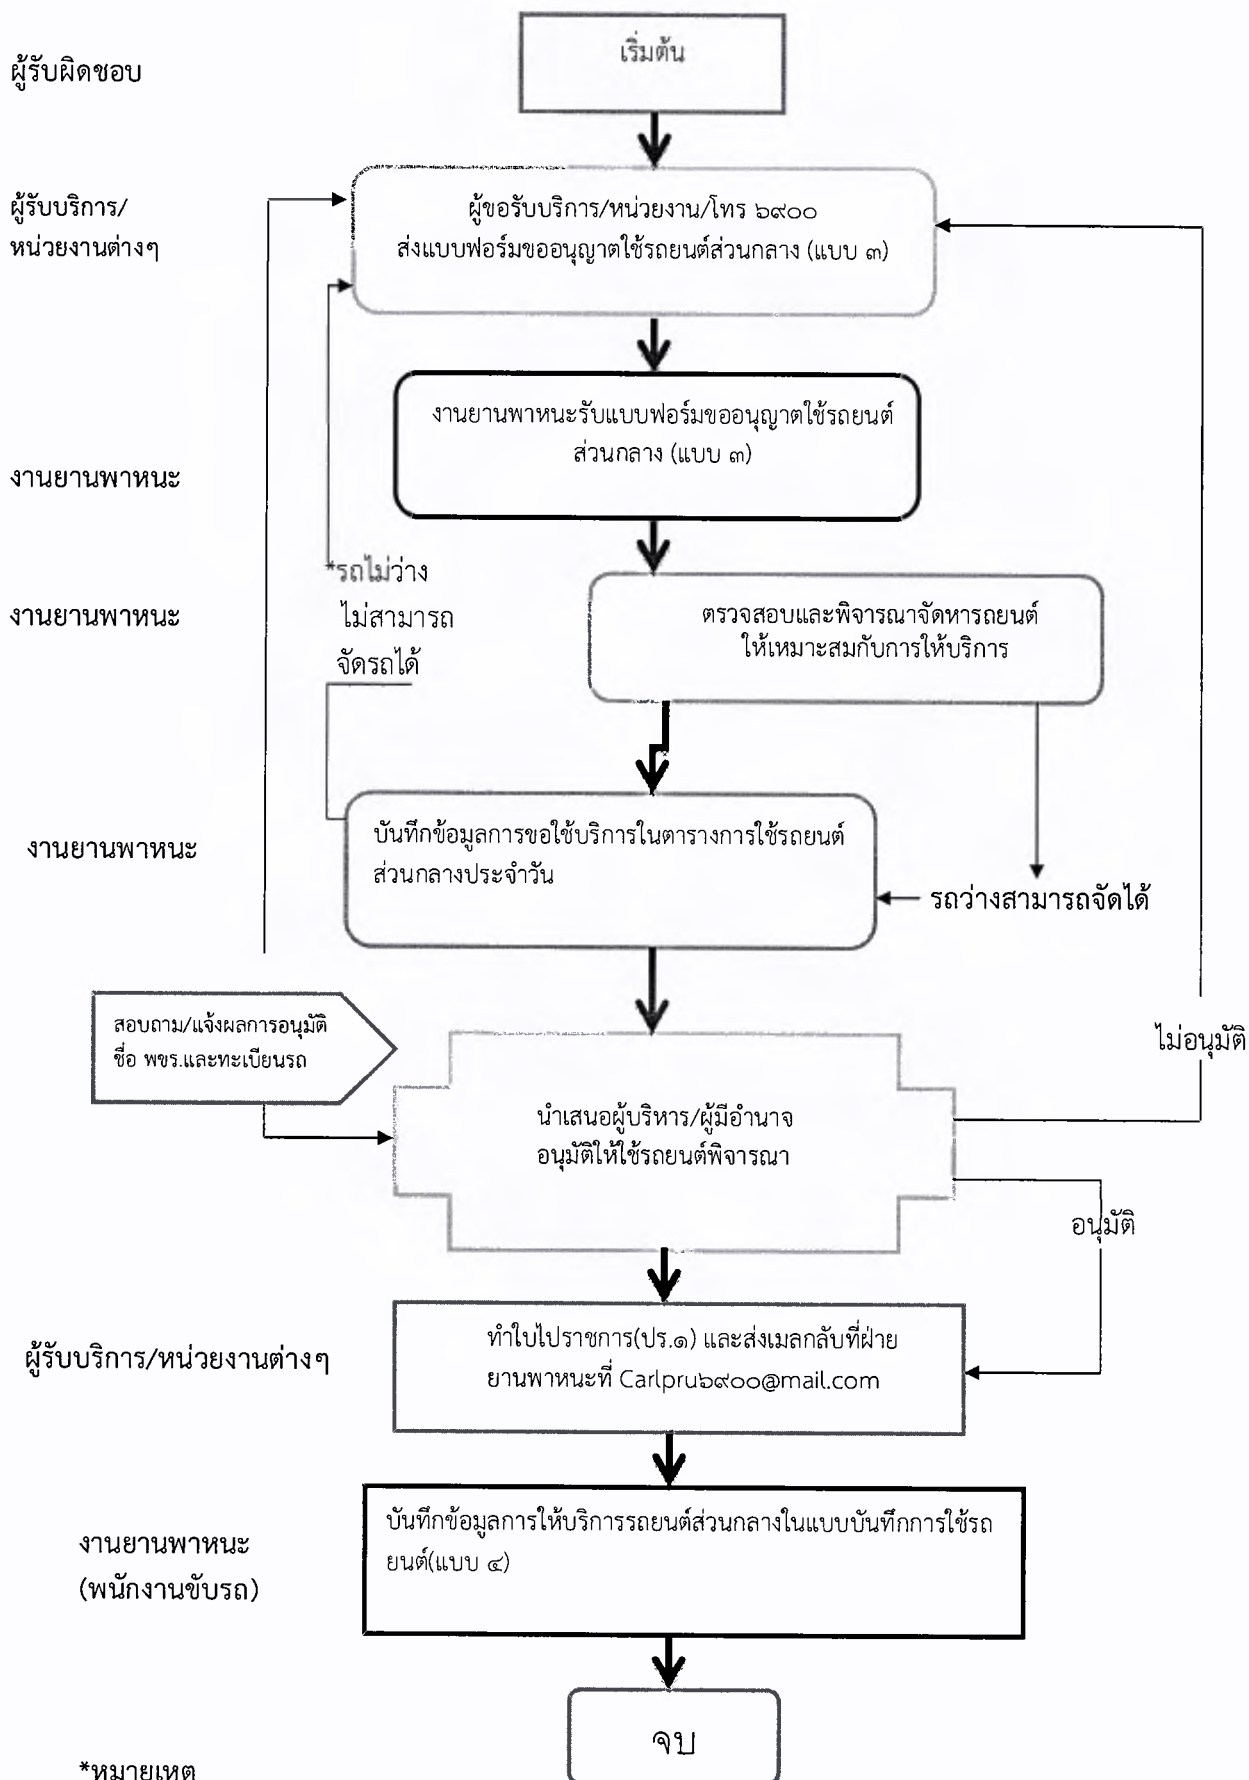 เริ่มต้น
ผู้รับผิดชอบ
ผู้รับบริการ/
หน่วยงานต่างๆ
ผู้ขอรับบริการ/หน่วยงาน/โทร ๖๙๐๐
ส่งแบบฟอร์มขออนุญาตใช้รถยนต์ส่วนกลาง (แบบ ๓)
งานยานพาหนะรับแบบฟอร์มขออนุญาตใช้รถยนต์
ส่วนกลาง (แบบ ๓)
งานยานพาหนะ
*รถไม่ว่าง
ไม่สามารถ
จัดรถได้
งานยานพาหนะ
ตรวจสอบและพิจารณาจัดหารถยนต์
ให้เหมาะสมกับการให้บริการ
งานยานพาหนะ
บันทึกข้อมูลการขอใช้บริการในตารางการใช้รถยนต์
ส่วนกลางประจำวัน
รถว่างสามารถจัดได้
สอบถาม/แจ้งผลการอนุมัติ
ชื่อ พขร.และทะเบียนรถ
ไม่อนุมัติ
นำเสนอผู้บริหาร/ผู้มีอำนาจ
อนุมัติให้ใช้รถยนต์พิจารณา
อนุมัติ
ผู้รับบริการ/หน่วยงานต่างๆ
ทำใบไปราชการ(ปร.๑) และส่งเมลกลับที่ฝ่าย
ยานพาหนะที่ Carlpru๖๙๐๐@mail.com
งานยานพาหนะ
(พนักงานขับรถ)
บันทึกข้อมูลการให้บริการรถยนต์ส่วนกลางในแบบบันทึกการใช้รถ
ยนต์(แบบ ๔)
จบ
*หมายเหตุ